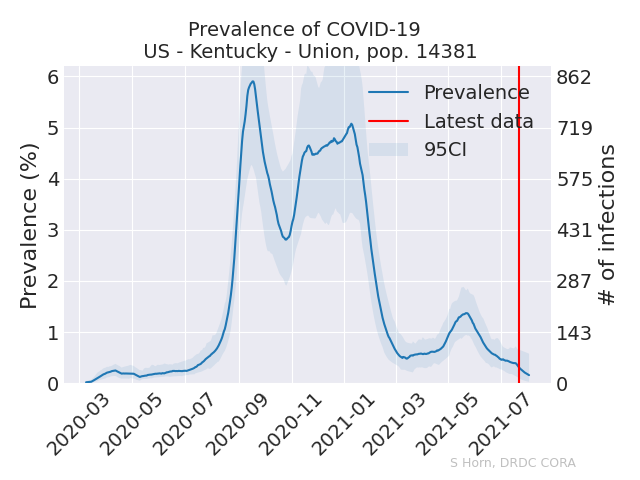 Prevalence of COVID-19
US - Kentucky - Union, pop. 14381
Prevalence
Latest data
95CI
Prevalence (%)
6
5
4
3
2
1
0
# of infections
862
719
575
431
287
143
0
2020-03
2020-05
2020-07
2020-09
2020-11
2021-01
2021-03
2021-05
2021-07
S Horn, DRDC CORA